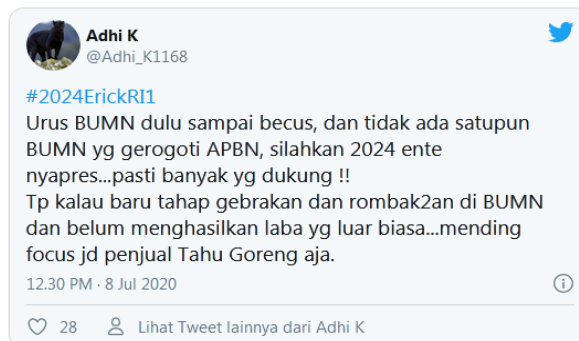 Adhi K
@Adhi_K1168
#2024ErickRI1
Urus BUMN dulu sampai becus, dan tidak ada satupun
BUMN yg gerogoti APBN, silahkan 2024 ente
nyapres...pasti banyak yg dukung !!
Tp kalau baru tahap gebrakan dan rombak2an di BUMN
dan belum menghasilkan laba yg luar biasa...mending
focus jd penjual Tahu Goreng aja.
12.30 PM · 8 Jul 2020
28 Lihat Tweet lainnya dari Adhi K